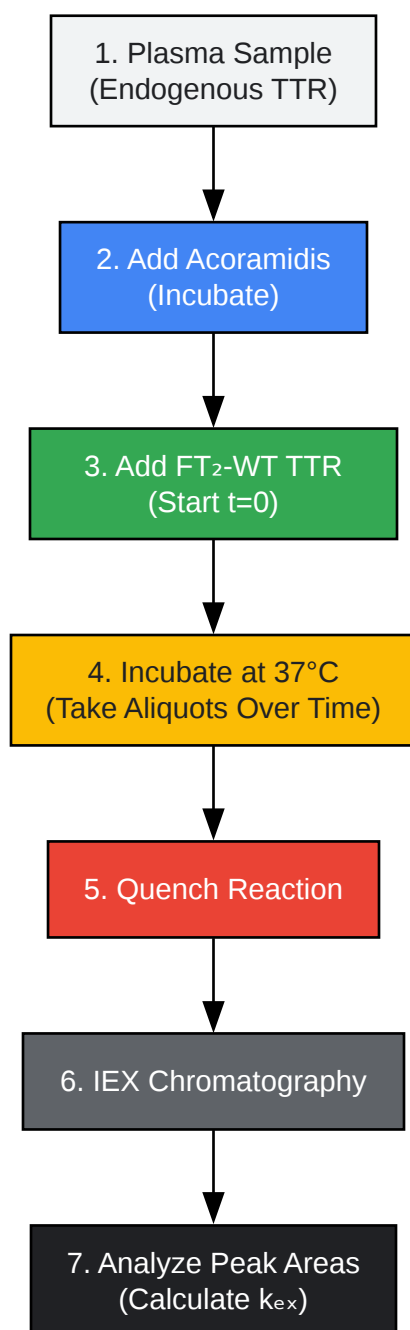 1. Plasma Sample
(Endogenous TTR)
2. Add Acoramidis
(Incubate)
3. Add FT₂-WT TTR
(Start t=0)
4. Incubate at 37°C
(Take Aliquots Over Time)
5. Quench Reaction
6. IEX Chromatography
7. Analyze Peak Areas
(Calculate kₑₓ)